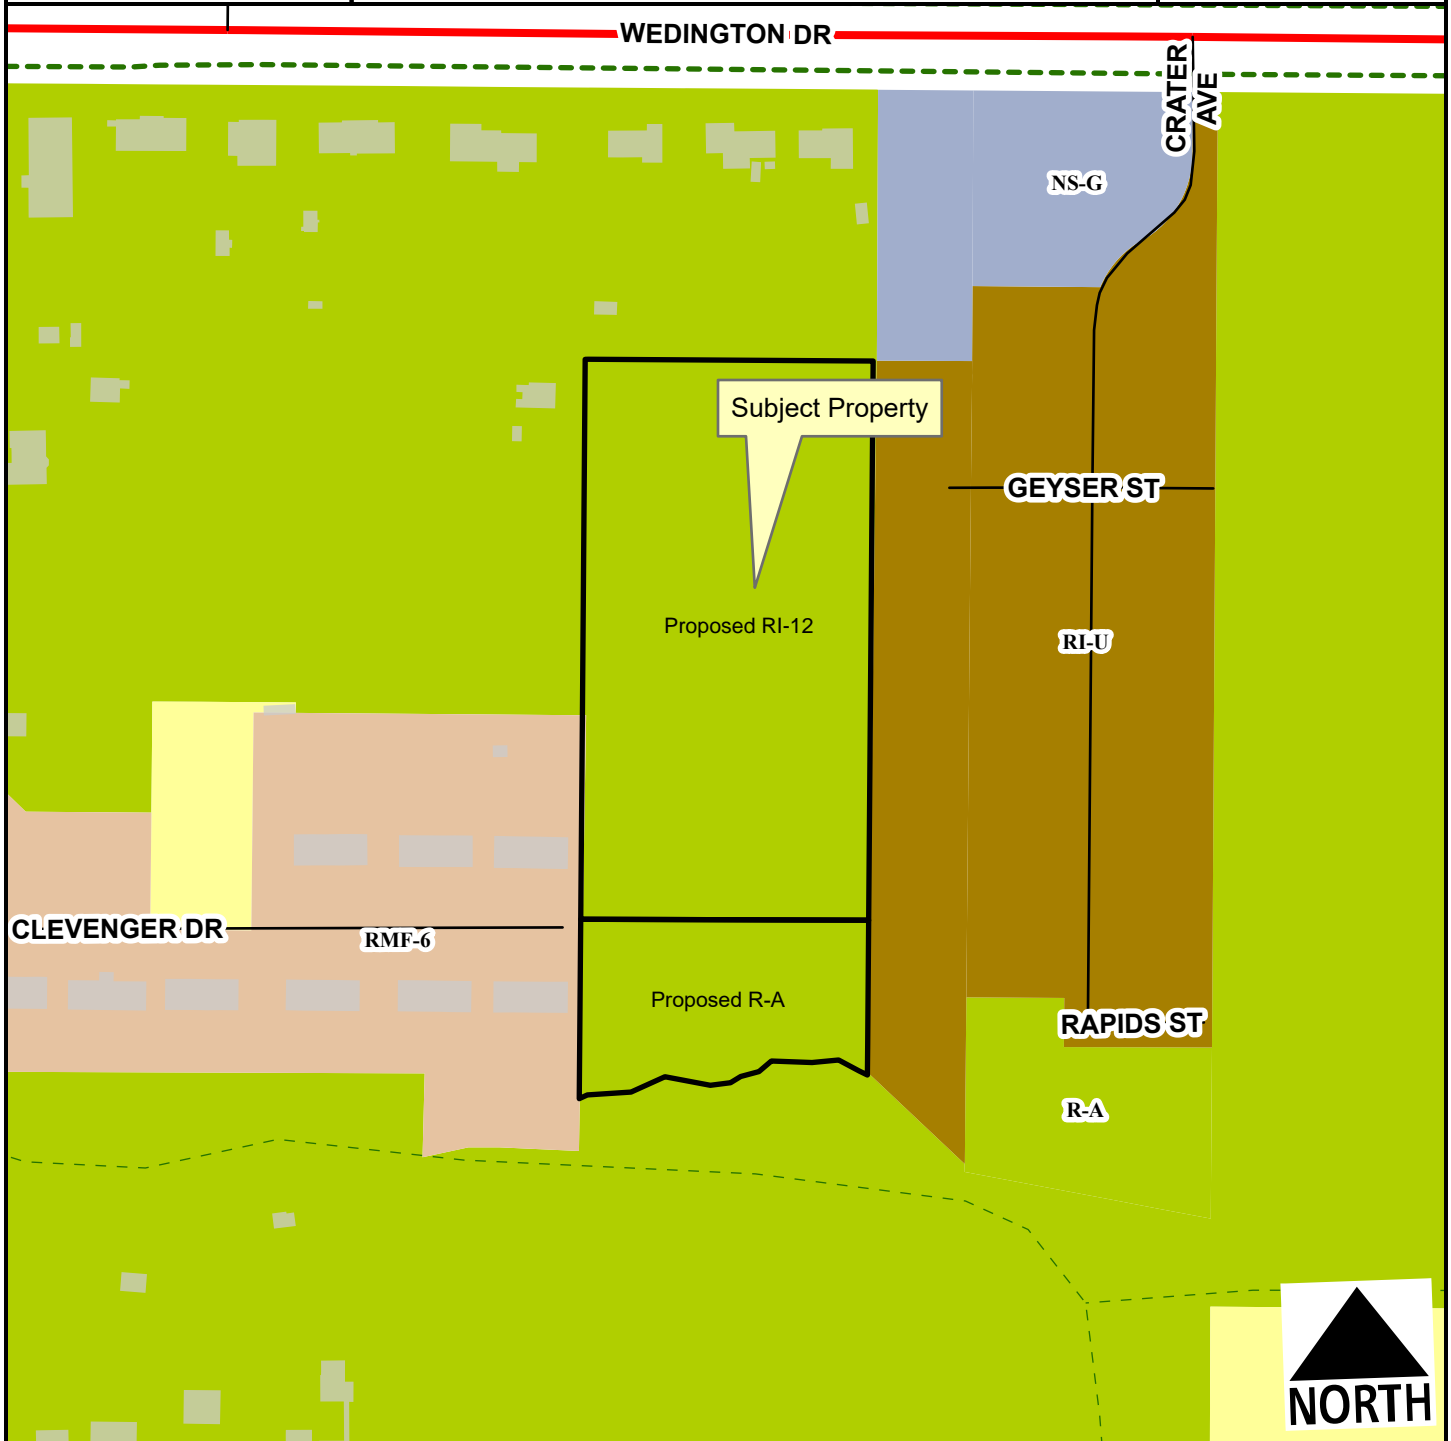 WEDINGTON DR
CRATER
AVE
NS-G
Subject Property
GEYSER ST
Proposed RI-12
RI-U
CLEVENGER DR
RMF-6
Proposed R-A
RAPIDS ST
R-A
NORTH